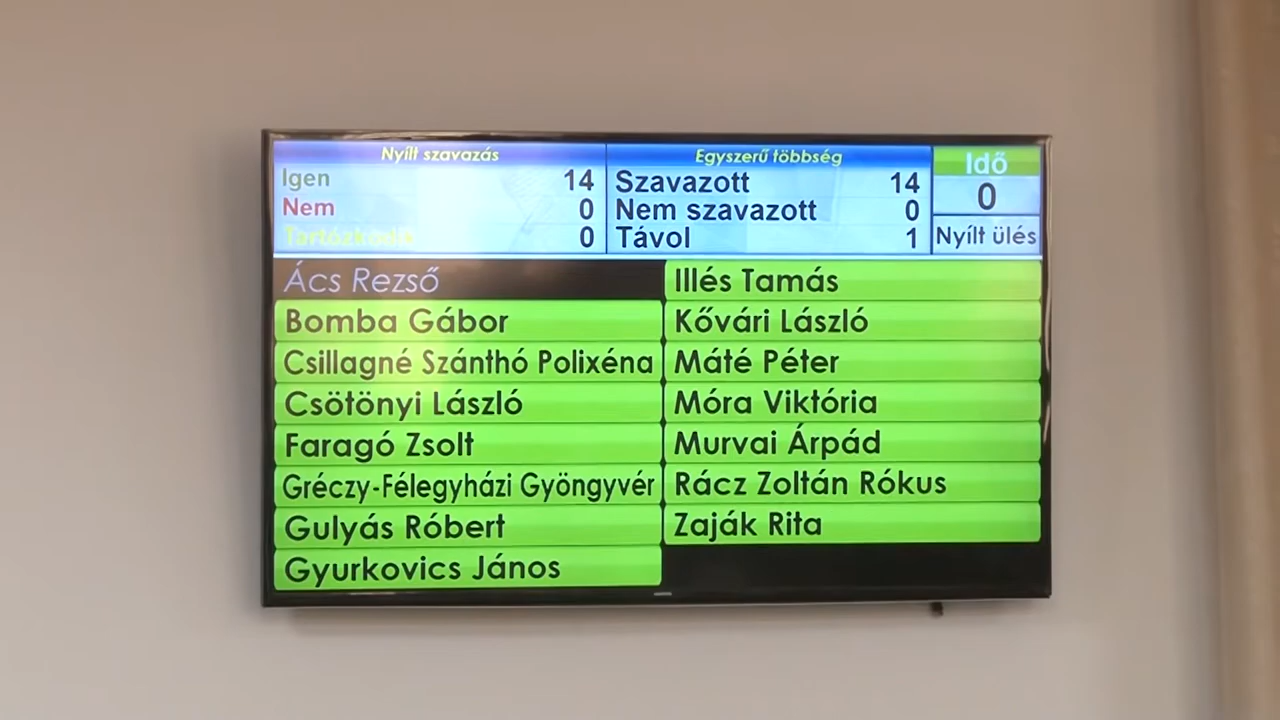 Nyílt szavazás
Igen 14
Nem 0
Tartózkodik 0
Egyszerű többség
Szavazott 14
Nem szavazott 0
Távol 1
Idő
0
Nyílt ülés
Ács Rezső
Bomba Gábor
Csillagné Szánthó Polixéna
Csötönyi László
Faragó Zsolt
Gréczy-Félegyházi Gyöngyvér
Gulyás Róbert
Gyurkovics János
Illés Tamás
Kővári László
Máté Péter
Móra Viktória
Murvai Árpád
Rácz Zoltán Rókus
Zaják Rita